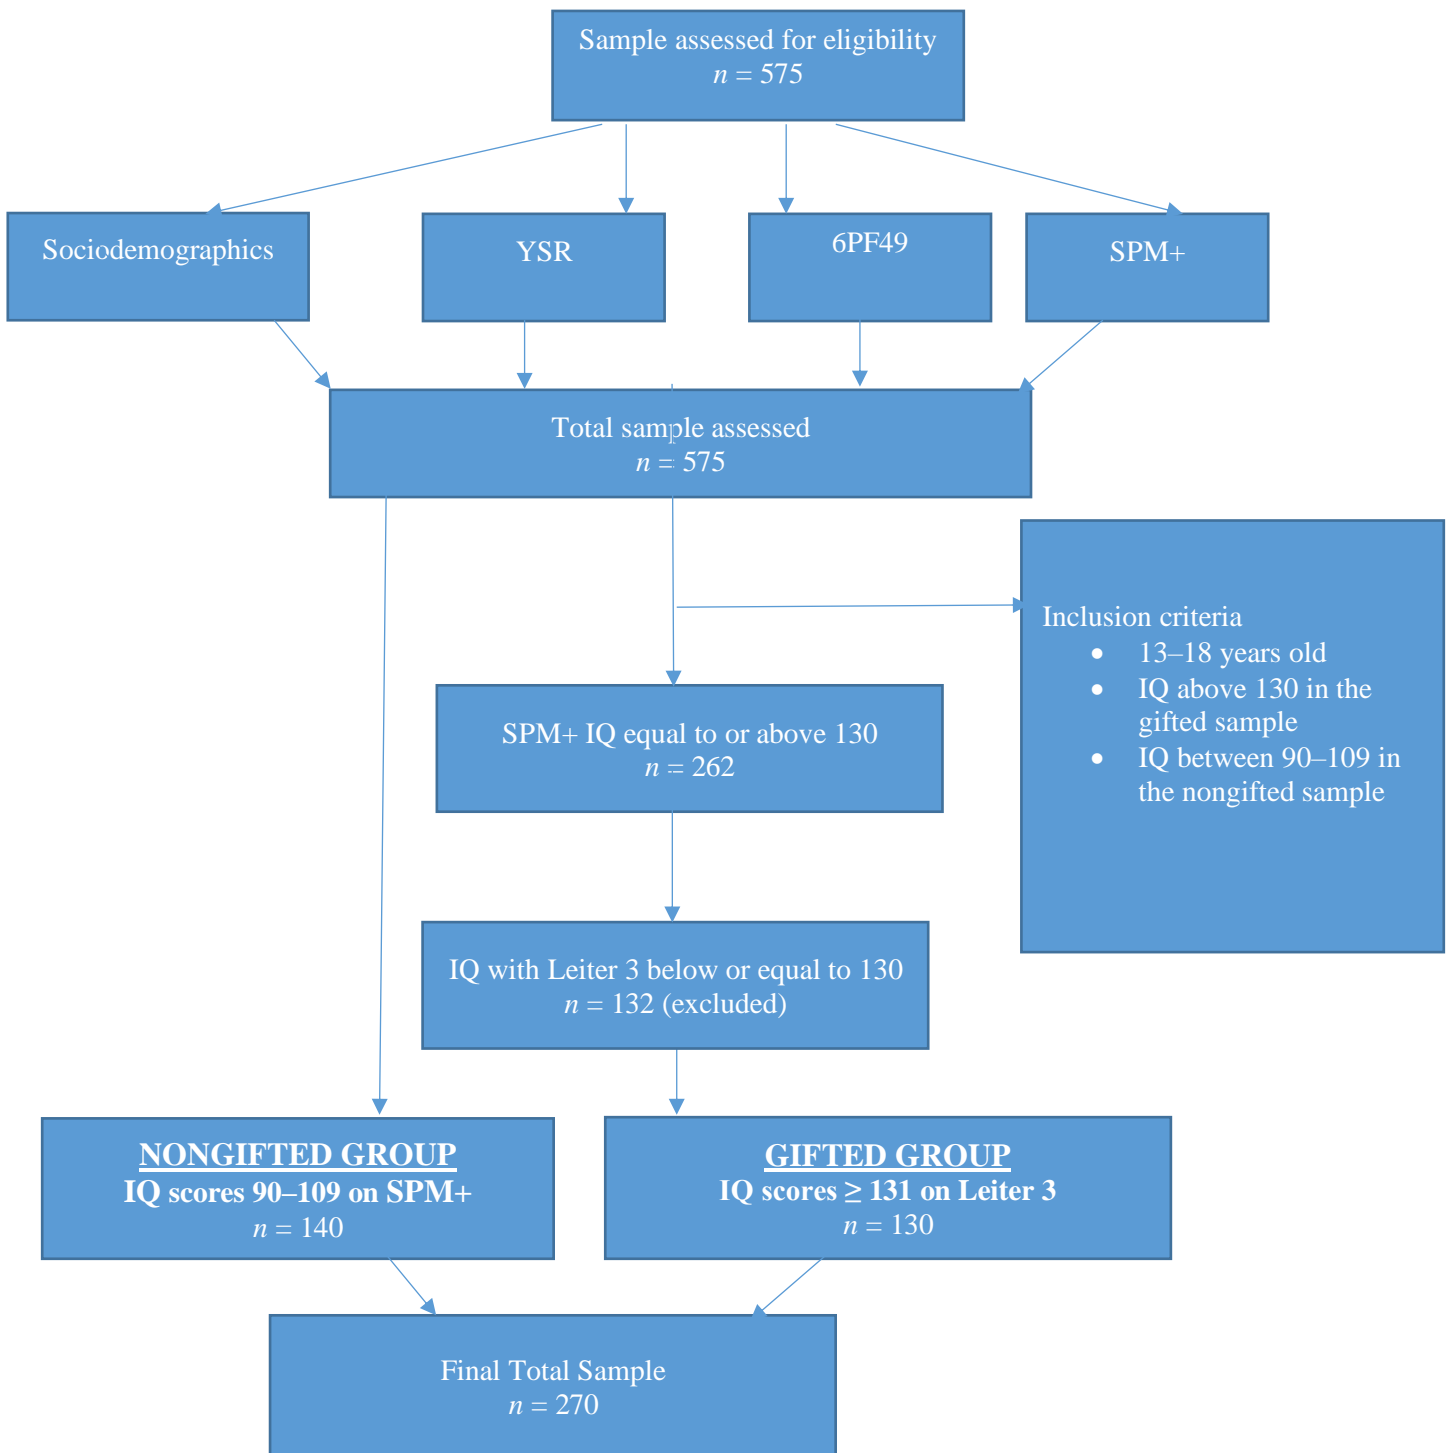 Sample assessed for eligibility
n = 575
Sociodemographics
YSR
6PF49
SPM+
Total sample assessed
n = 575
Inclusion criteria
• 13–18 years old
• IQ above 130 in the
gifted sample
• IQ between 90–109 in
the nongifted sample
SPM+ IQ equal to or above 130
n = 262
IQ with Leiter 3 below or equal to 130
n = 132 (excluded)
NONGIFTED GROUP
IQ scores 90–109 on SPM+
n = 140
GIFTED GROUP
IQ scores ≥ 131 on Leiter 3
n = 130
Final Total Sample
n = 270